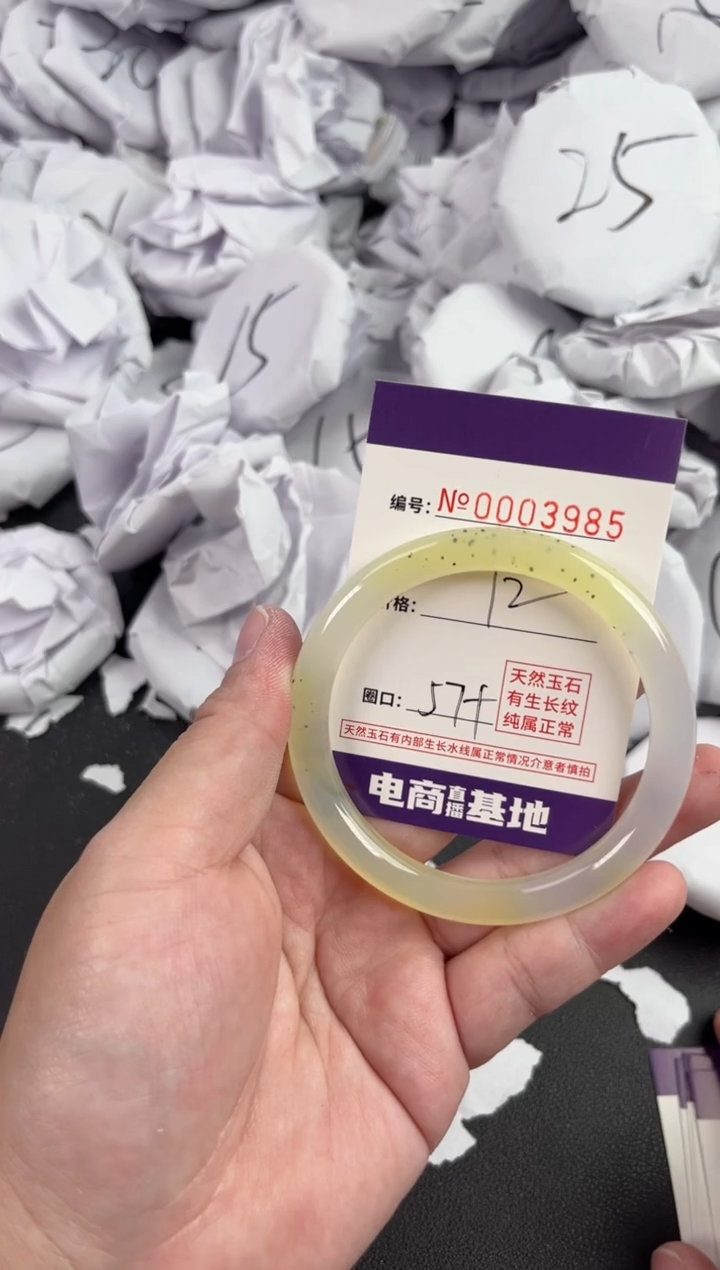 25
15
编号: №0003985
格: 12
圈口: 57+
天然玉石
有生长纹
纯属正常
天然玉石有内部生长水线属正常情况介意者慎拍
电商直播基地